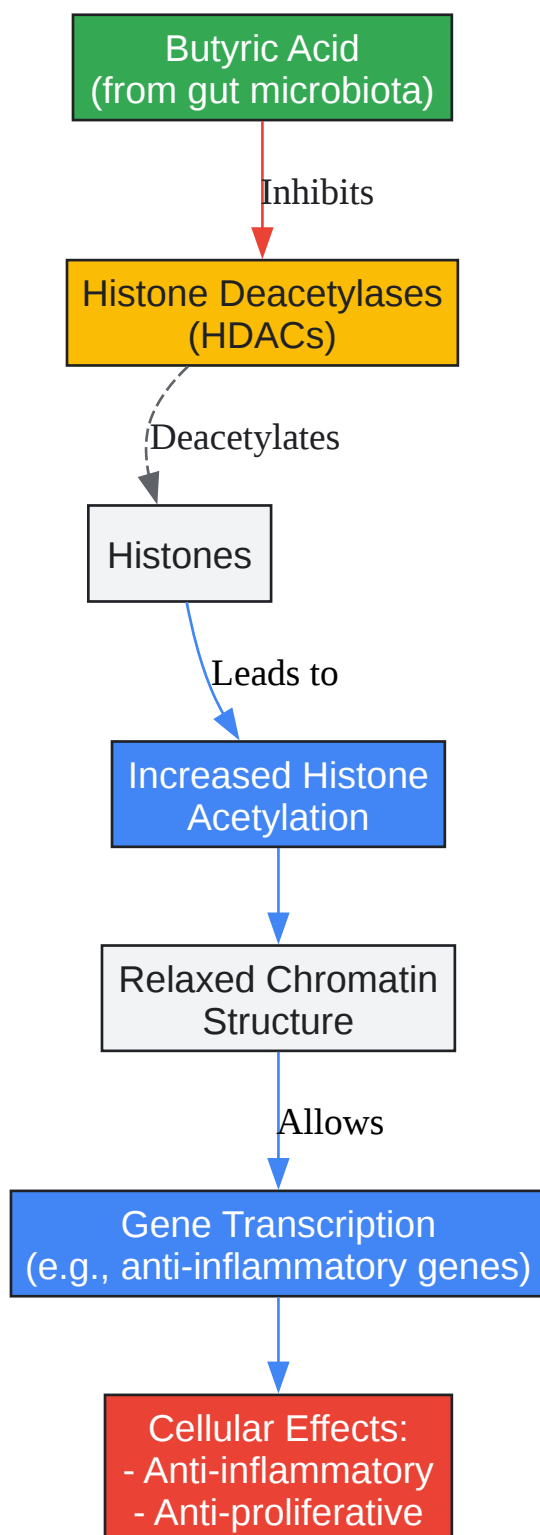 Butyric Acid
(from gut microbiota)
Inhibits
Histone Deacetylases
(HDACs)
Deacetylates
Histones
Leads to
Increased Histone
Acetylation
Relaxed Chromatin
Structure
Allows
Gene Transcription
(e.g., anti-inflammatory genes)
Cellular Effects:
- Anti-inflammatory
- Anti-proliferative